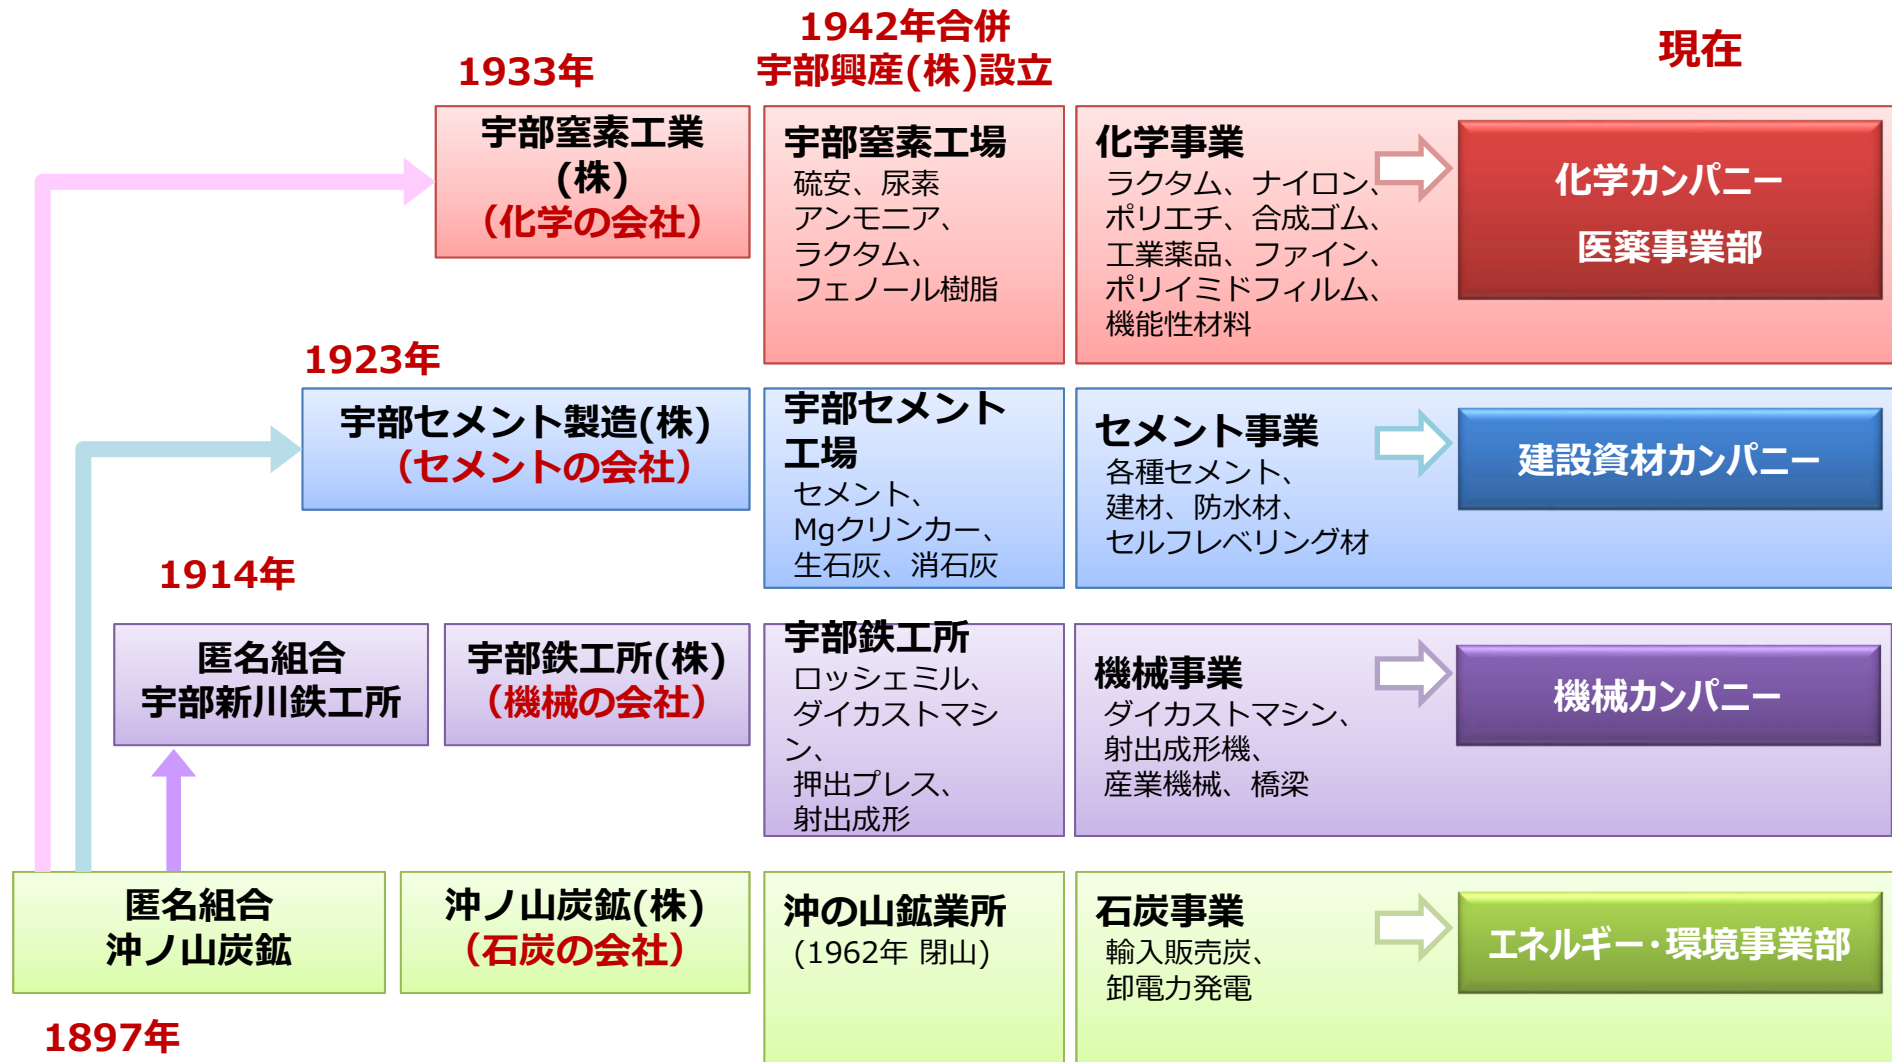 1942年合併
宇部興産(株)設立
現在
1933年
宇部窒素工業
(株)
(化学の会社)
宇部窒素工場
硫安、尿素
アンモニア、
ラクタム、
フェノール樹脂
化学事業
ラクタム、ナイロン、
ポリエチ、合成ゴム、
工業薬品、ファイン、
ポリイミドフィルム、
機能性材料
化学カンパニー
医薬事業部
1923年
宇部セメント製造(株)
(セメントの会社)
宇部セメント
工場
セメント、
Mgクリンカー、
生石灰、消石灰
セメント事業
各種セメント、
建材、防水材、
セルフレベリング材
建設資材カンパニー
1914年
匿名組合
宇部新川鉄工所
宇部鉄工所(株)
(機械の会社)
宇部鉄工所
ロッシェミル、
ダイカストマシ
ン、
押出プレス、
射出成形
機械事業
ダイカストマシン、
射出成形機、
産業機械、橋梁
機械カンパニー
匿名組合
沖ノ山炭鉱
沖ノ山炭鉱(株)
(石炭の会社)
沖の山鉱業所
(1962年 閉山)
石炭事業
輸入販売炭、
卸電力発電
エネルギー・環境事業部
1897年